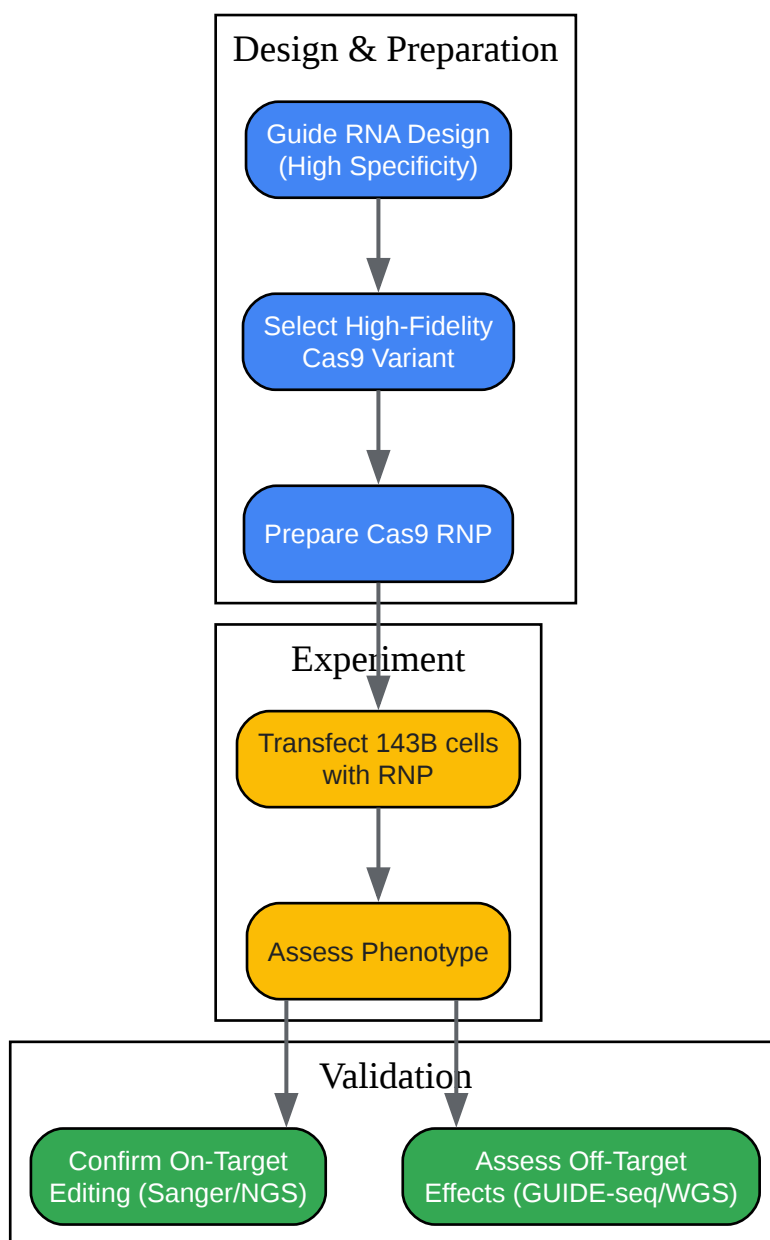 Design & Preparation
Guide RNA Design
(High Specificity)
Select High-Fidelity
Cas9 Variant
Prepare Cas9 RNP
Experiment
Transfect 143B cells
with RNP
Assess Phenotype
Validation
Confirm On-Target
Editing (Sanger/NGS)
Assess Off-Target
Effects (GUIDE-seq/WGS)